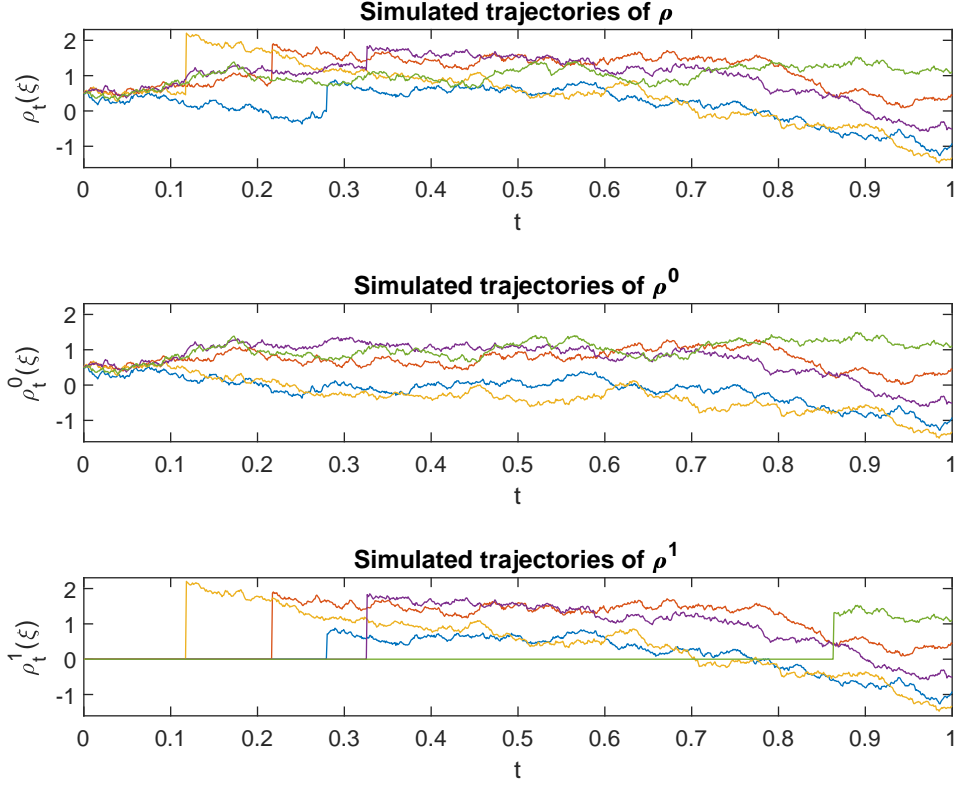 Simulated trajectories of ρ
2
1
0
-1
ρt(ξ)
0 0.1 0.2 0.3 0.4 0.5 0.6 0.7 0.8 0.9 1
t
Simulated trajectories of ρ⁰
2
1
0
-1
ρt⁰(ξ)
0 0.1 0.2 0.3 0.4 0.5 0.6 0.7 0.8 0.9 1
t
Simulated trajectories of ρ¹
2
1
0
-1
ρt¹(ξ)
0 0.1 0.2 0.3 0.4 0.5 0.6 0.7 0.8 0.9 1
t